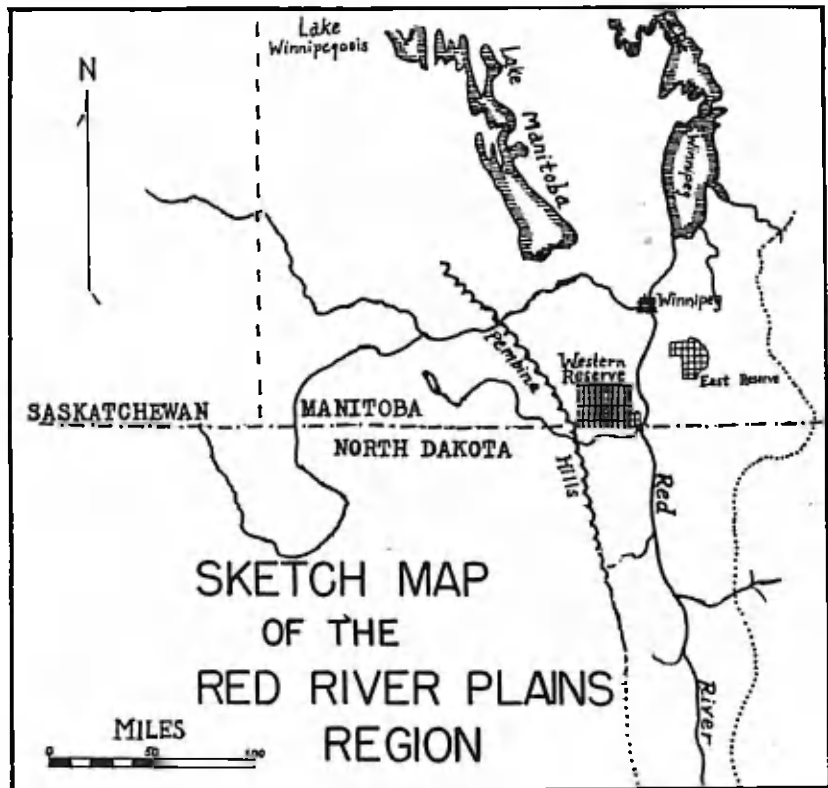 Lake
Winnipegosis
N
Lake
Manitoba
Winnipeg
Winnipeg
Pembina
Hills
Western
Reserve
East Reserve
SASKATCHEWAN
MANITOBA
NORTH DAKOTA
Red
River
SKETCH MAP
OF THE
RED RIVER PLAINS
REGION
MILES
0 50 100